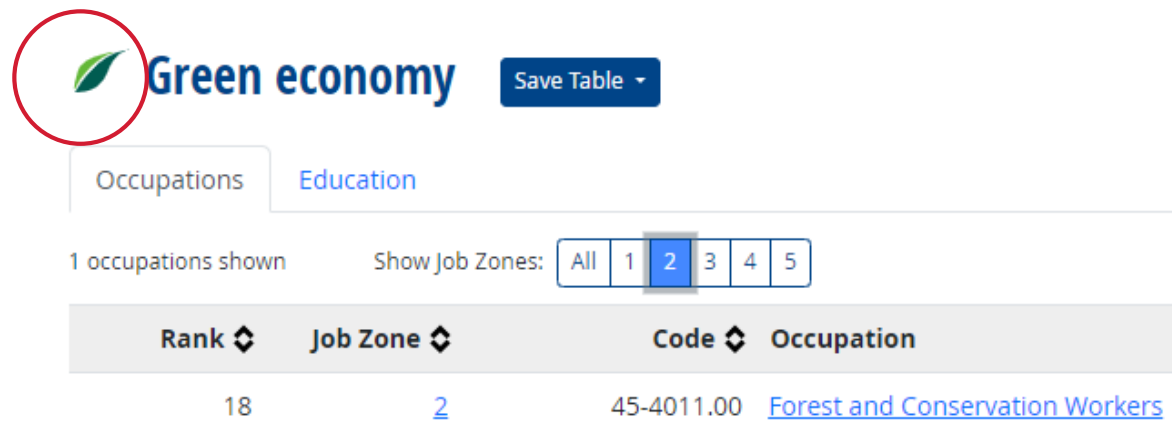 Green economy Save Table
Occupations Education
1 occupations shown Show Job Zones: All 1 2 3 4 5
Rank Job Zone Code Occupation
18 2 45-4011.00 Forest and Conservation Workers